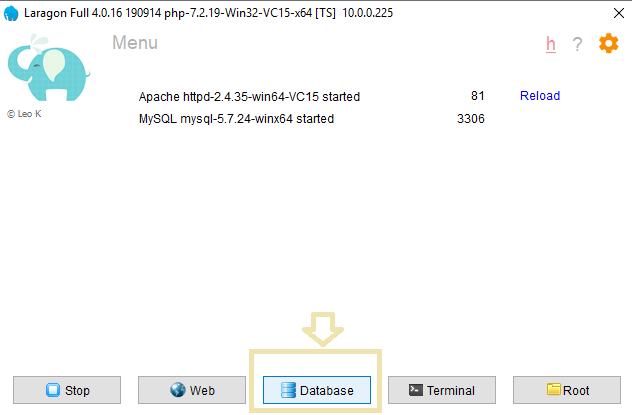 Laragon Full 4.0.16 190914 php-7.2.19-Win32-VC15-x64 [TS] 10.0.0.225
Menu
h ?
© Leo K
Apache httpd-2.4.35-win64-VC15 started 81 Reload
MySQL mysql-5.7.24-winx64 started 3306
Stop Web Database Terminal Root